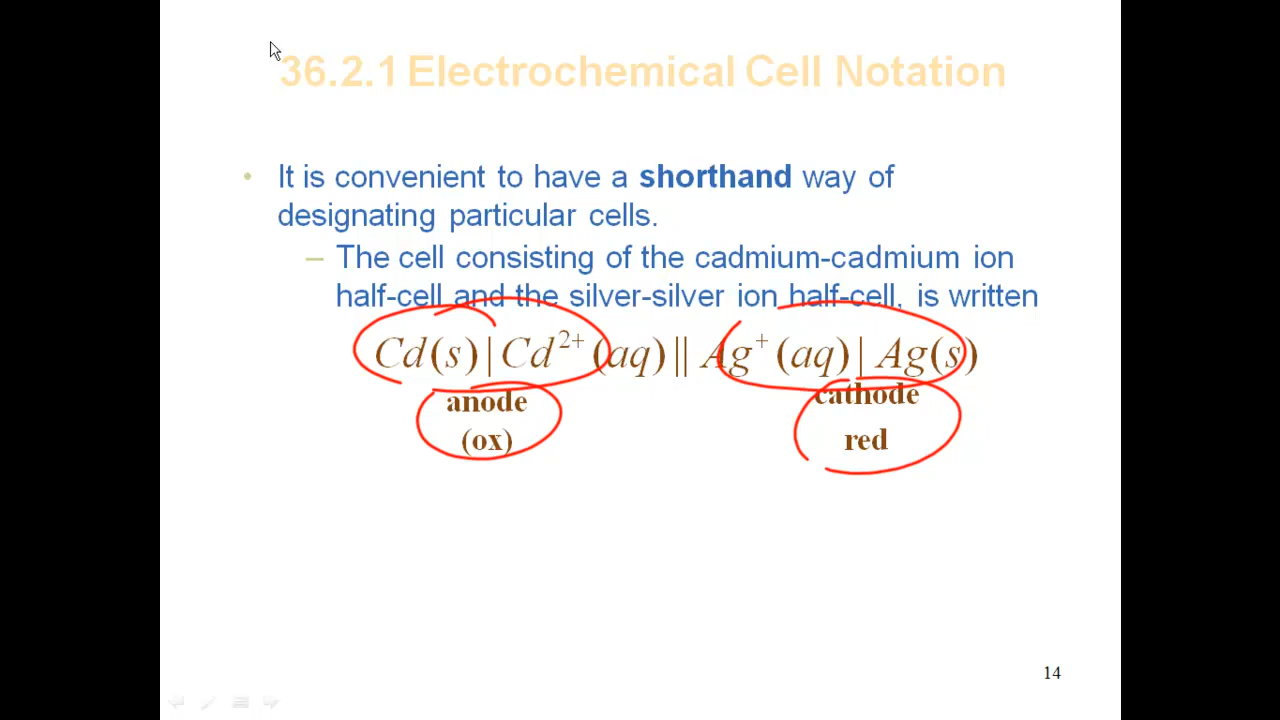 36.2.1 Electrochemical Cell Notation
• It is convenient to have a shorthand way of
designating particular cells.
– The cell consisting of the cadmium-cadmium ion
half-cell and the silver-silver ion half-cell, is written
Cd(s) | Cd²⁺(aq) || Ag⁺(aq) | Ag(s)
anode cathode
(ox) red
14